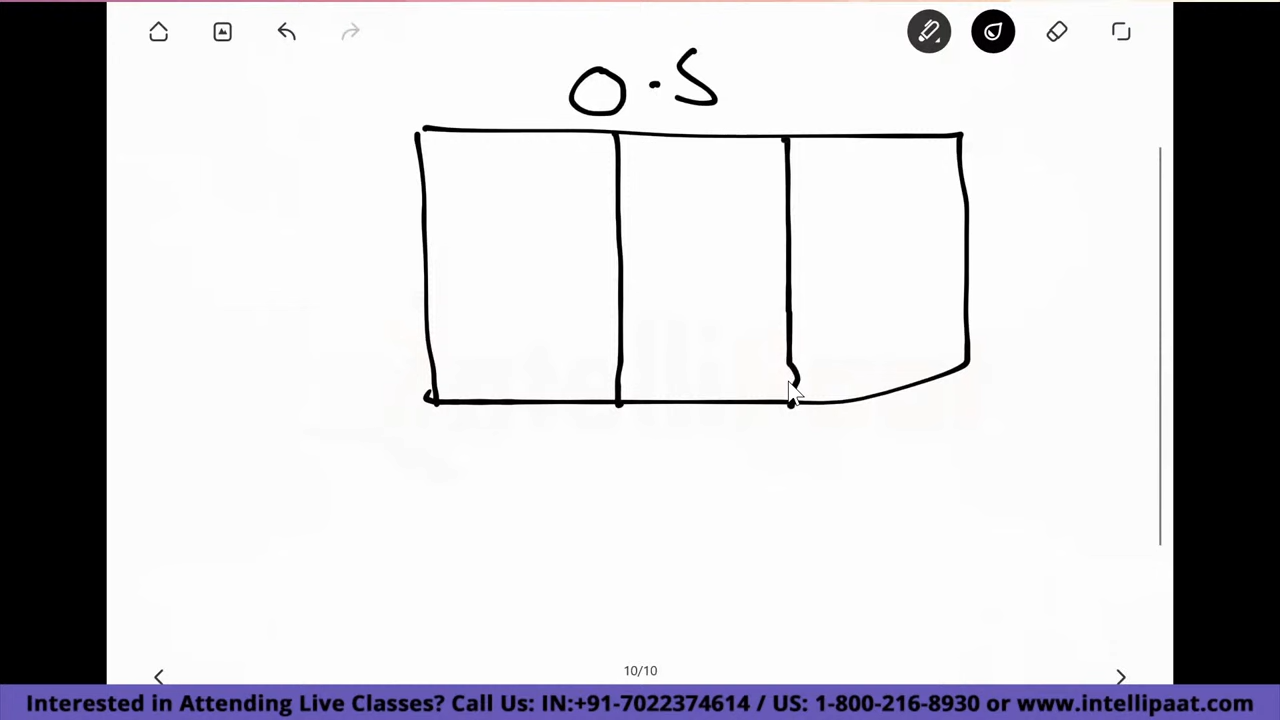 O.S
intellipaat
10/10
Interested in Attending Live Classes? Call Us: IN:+91-7022374614 / US: 1-800-216-8930 or www.intellipaat.com